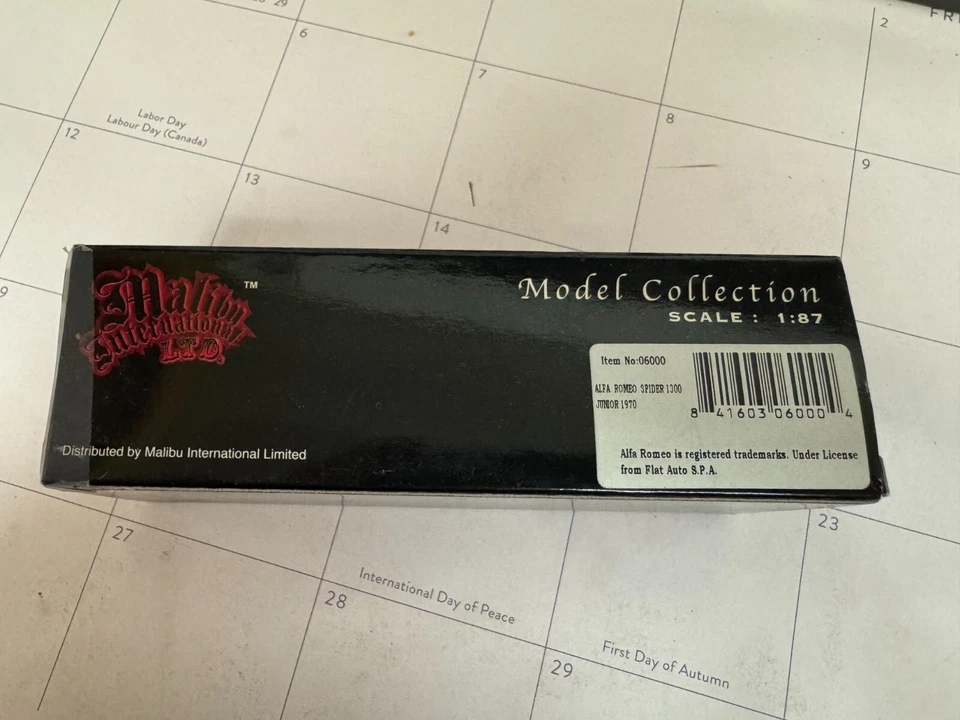 29
FR
2
6
7
8
9
Labor Day
Labour Day (Canada)
12
13
14
9
Malibu
International
LTD.
TM
Model Collection
SCALE : 1:87
Item No:06000
ALFA ROMEO SPIDER 1300
JUNIOR 1970
8 41603 06000 4
Alfa Romeo is registered trademarks. Under License
from Fiat Auto S.P.A.
Distributed by Malibu International Limited
23
27
International Day of Peace
28
First Day of Autumn
29